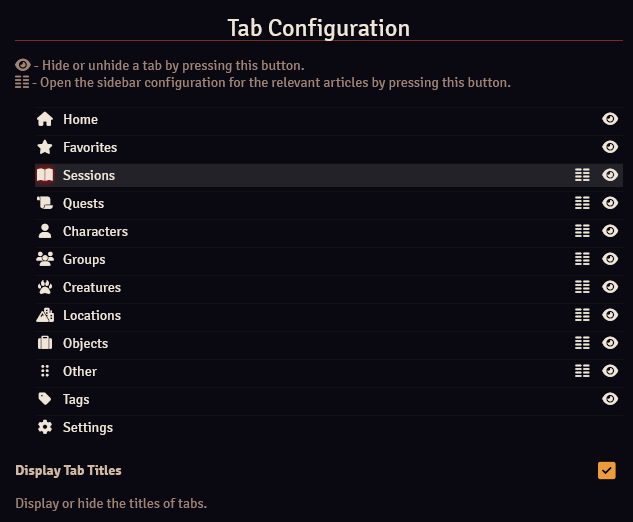 Tab Configuration
- Hide or unhide a tab by pressing this button.
- Open the sidebar configuration for the relevant articles by pressing this button.
Home
Favorites
Sessions
Quests
Characters
Groups
Creatures
Locations
Objects
Other
Tags
Settings
Display Tab Titles
Display or hide the titles of tabs.